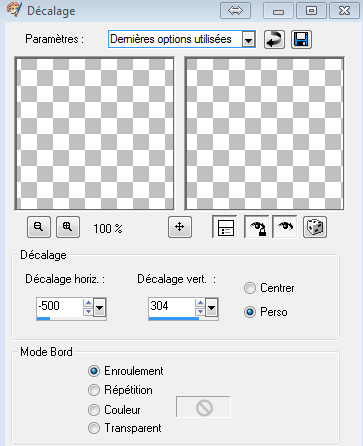 Décalage
Paramètres : Dernières options utilisées
100 %
Décalage
Décalage horiz. : Décalage vert. :
-500 304
Centrer
Perso
Mode Bord
Enroulement
Répétition
Couleur
Transparent